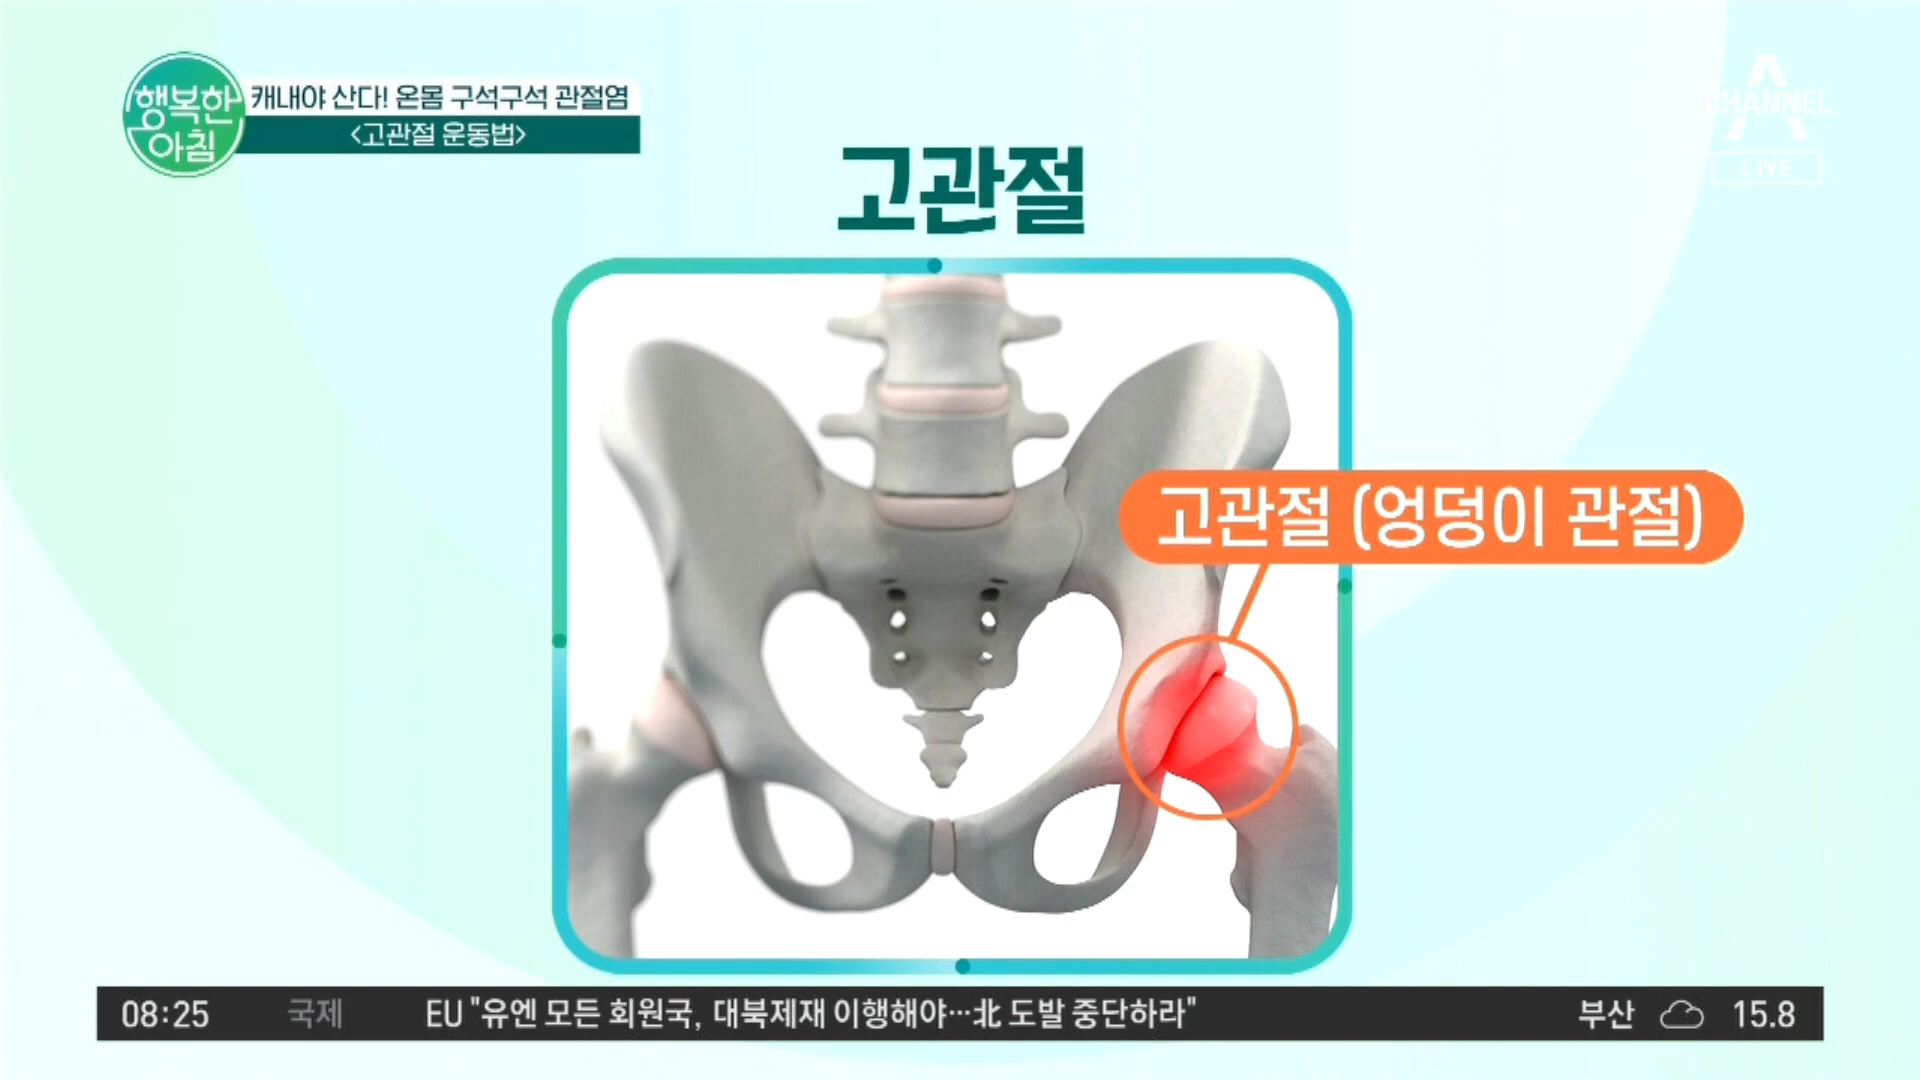 행복한
아침
캐내야 산다! 온몸 구석구석 관절염
<고관절 운동법>
CHANNEL
LIVE
고관절
고관절 (엉덩이 관절)
08:25 국제 EU "유엔 모든 회원국, 대북제재 이행해야…北 도발 중단하라" 부산 15.8